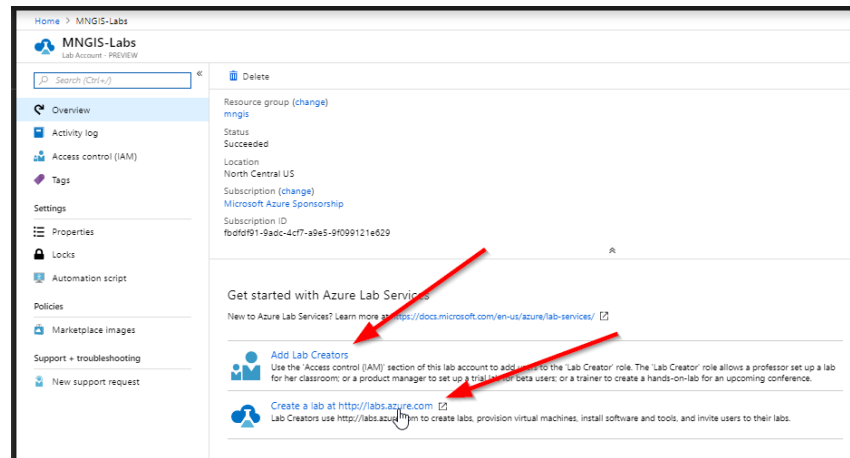 Home > MNGIS-Labs
MNGIS-Labs
Lab Account - PREVIEW
Search (Ctrl+/)
«
Delete
Overview
Activity log
Access control (IAM)
Tags
Settings
Properties
Locks
Automation script
Policies
Marketplace images
Support + troubleshooting
New support request
Resource group (change)
mngis
Status
Succeeded
Location
North Central US
Subscription (change)
Microsoft Azure Sponsorship
Subscription ID
fbdfdf91-9adc-4cf7-a9e5-9f099121e629
Get started with Azure Lab Services
New to Azure Lab Services? Learn more at https://docs.microsoft.com/en-us/azure/lab-services/
Add Lab Creators
Use the 'Access control (IAM)' section of this lab account to add users to the 'Lab Creator' role. The 'Lab Creator' role allows a professor set up a lab
for her classroom; or a product manager to set up a trial lab for beta users; or a trainer to create a hands-on-lab for an upcoming conference.
Create a lab at http://labs.azure.com
Lab Creators use http://labs.azure.com to create labs, provision virtual machines, install software and tools, and invite users to their labs.